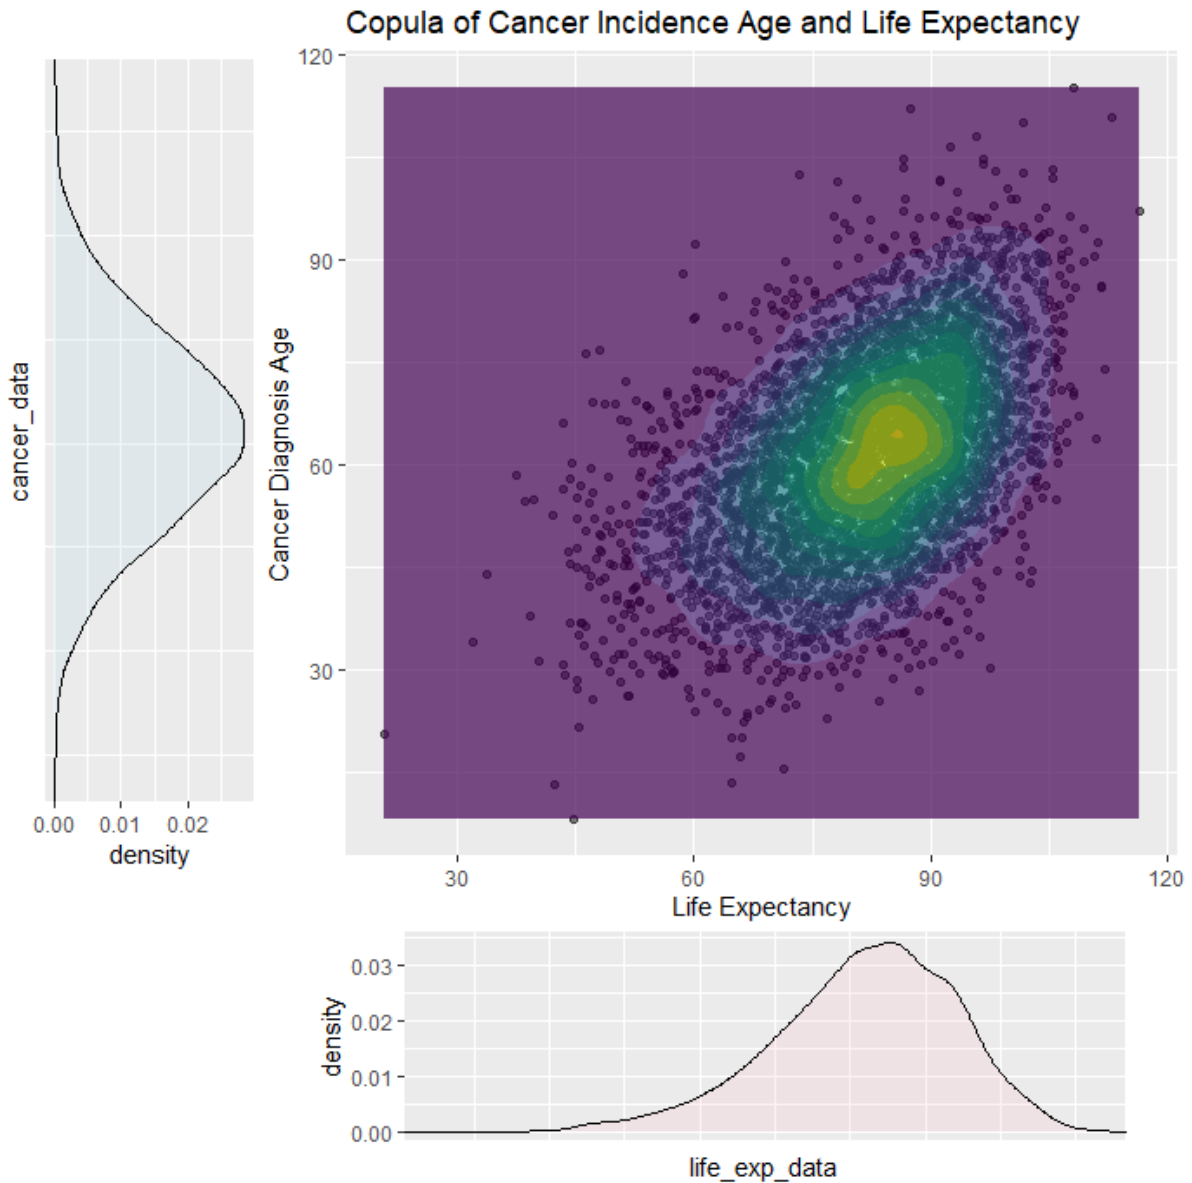 Copula of Cancer Incidence Age and Life Expectancy
120
90
60
30
Cancer Diagnosis Age
30 60 90 120
Life Expectancy
cancer_data
0.00 0.01 0.02
density
0.03
0.02
0.01
0.00
density
life_exp_data